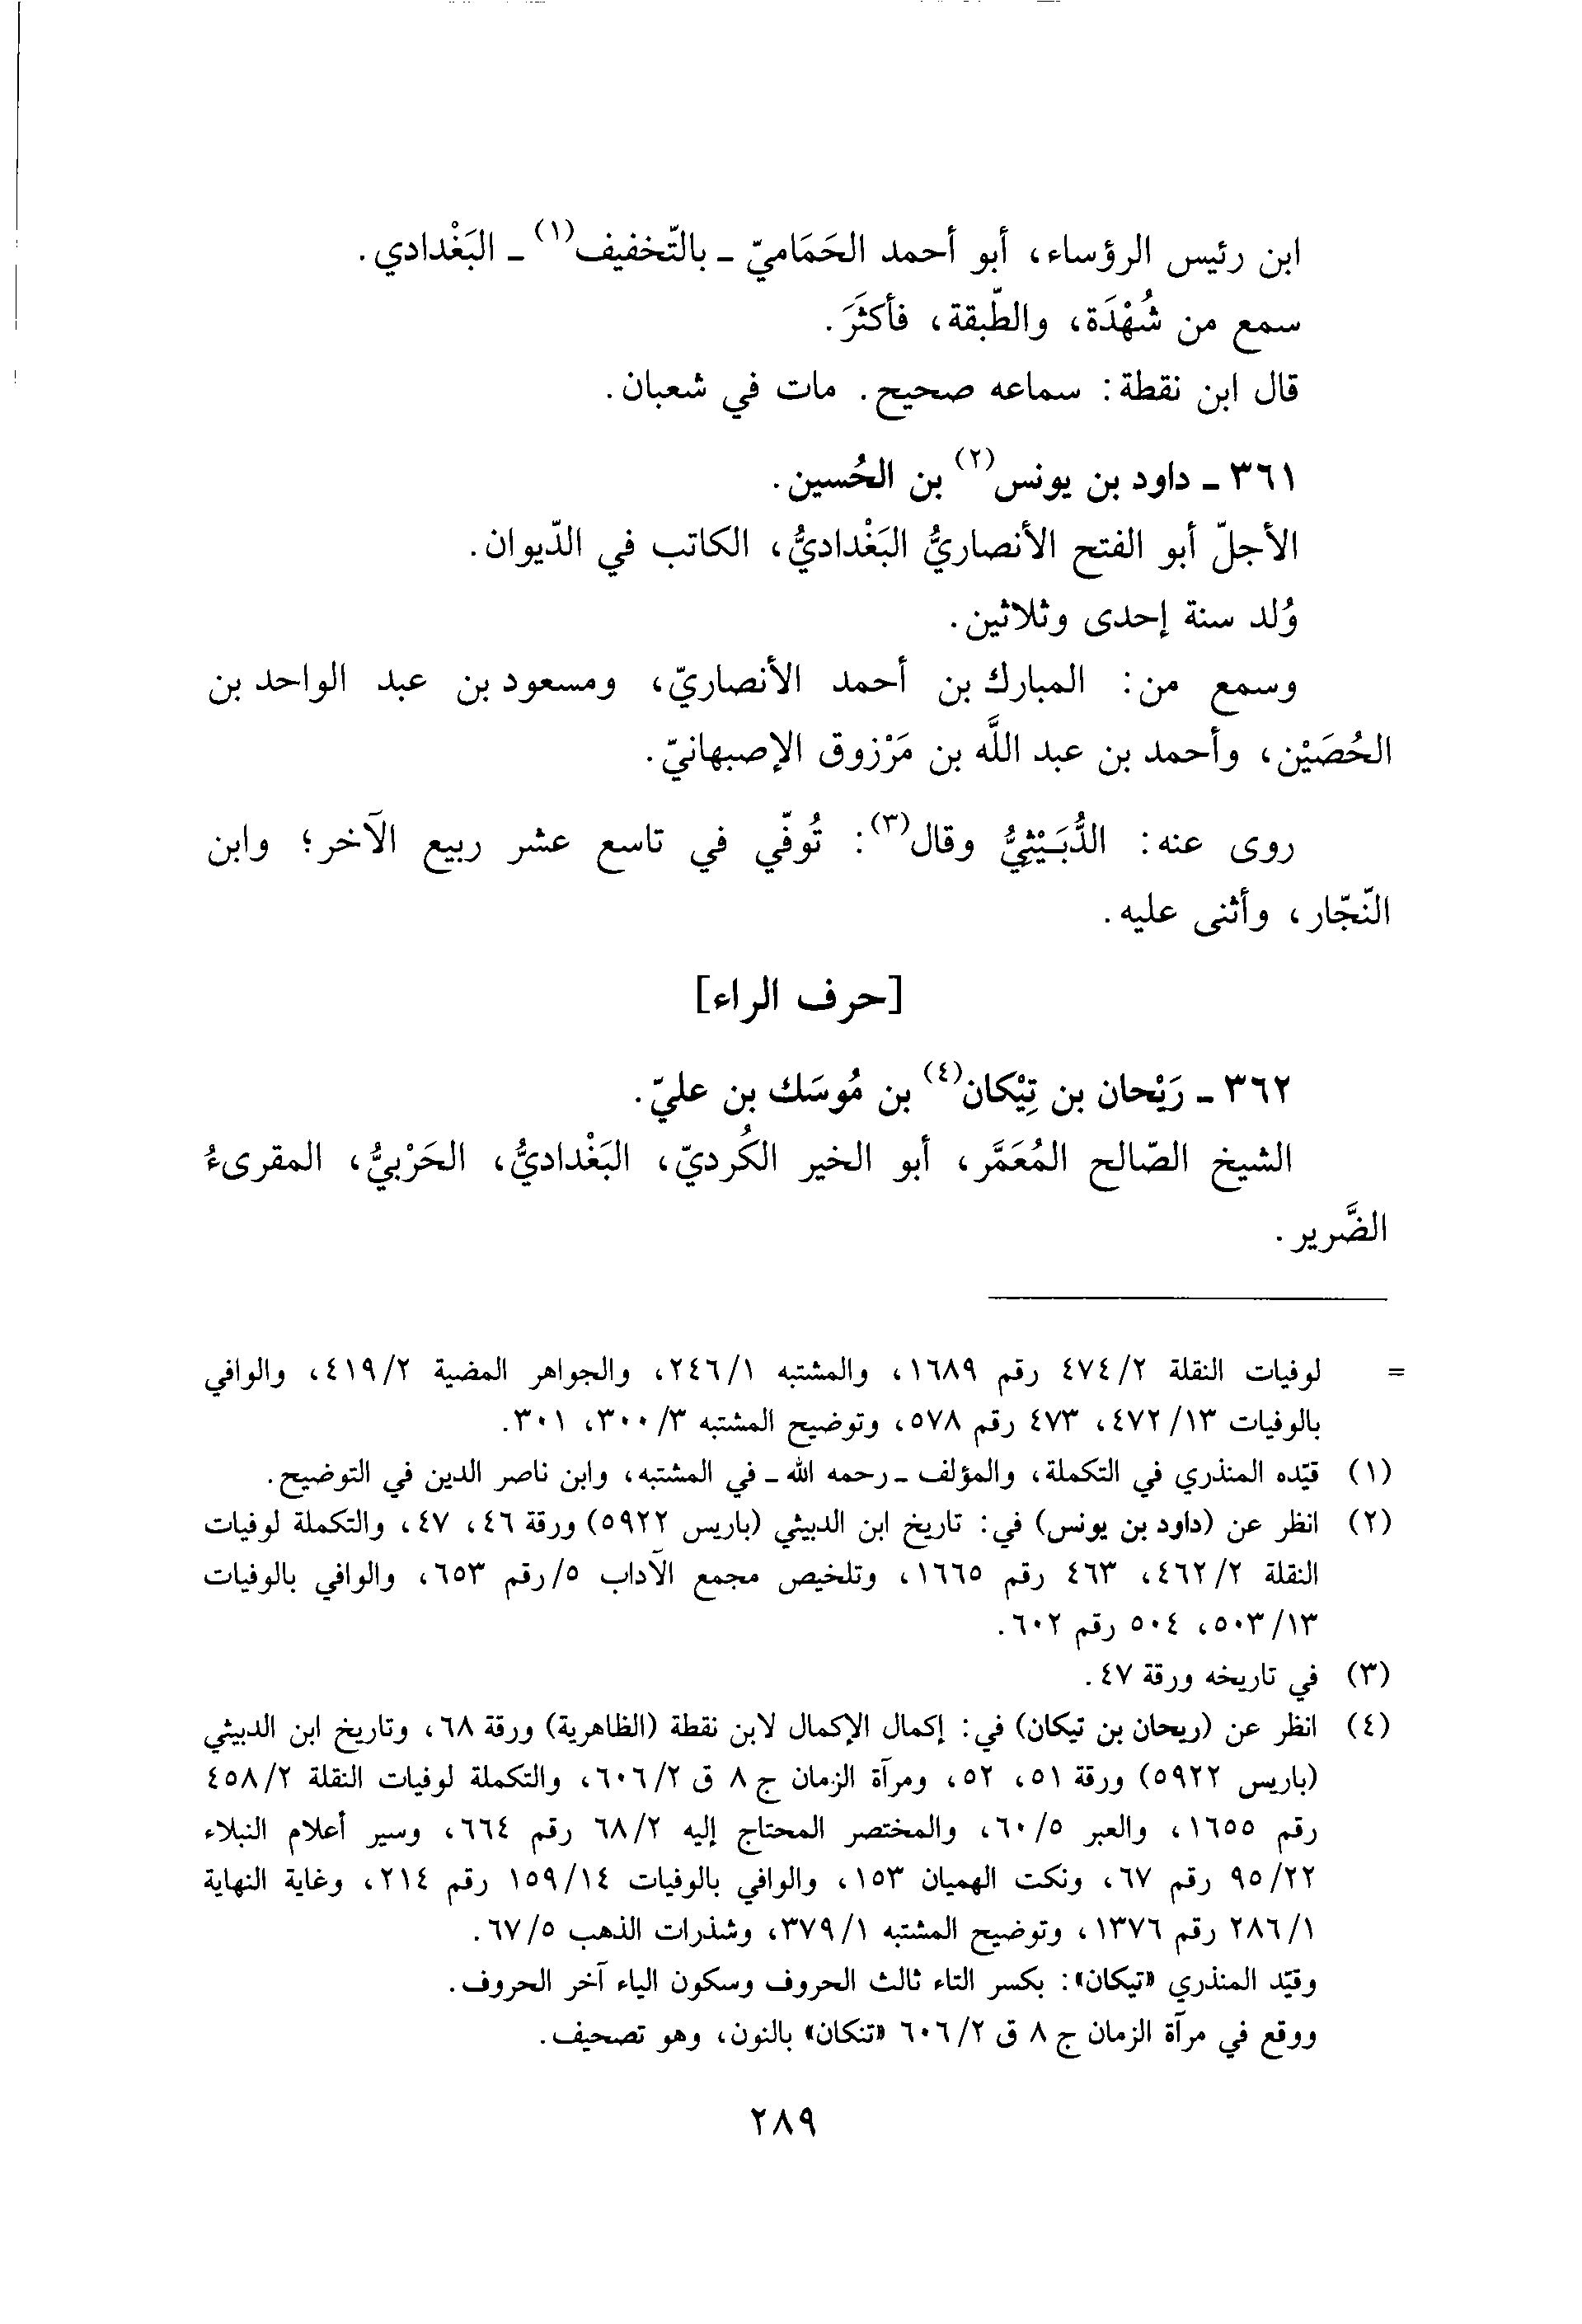 ابن رئيس الرؤساء، أبو أحمد الحَمَاميّ ـ بالتّخفيف(١) ـ البَغْدادي.
سمع من شُهْدَة، والطّبقة، فأكثَرَ.
قال ابن نقطة: سماعه صحيح. مات في شعبان.
٣٦١ ـ داود بن يونس(٢) بن الحُسين.
الأجلّ أبو الفتح الأنصاريُّ البَغْداديُّ، الكاتب في الدّيوان.
وُلد سنة إحدى وثلاثين.
وسمع من: المبارك بن أحمد الأنصاريّ، ومسعود بن عبد الواحد بن
الحُصَيْن، وأحمد بن عبد اللَّه بن مَرْزوق الإصبهانيّ.
روى عنه: الدُّبَيْثِيُّ وقال(٣): تُوفّي في تاسع عشر ربيع الآخر؛ وابن
النّجّار، وأثنى عليه.
[حرف الراء]
٣٦٢ ـ رَيْحان بن تِيْكان(٤) بن مُوسَك بن عليّ.
الشيخ الصّالح المُعَمَّر، أبو الخير الكُرديّ، البَغْداديُّ، الحَرْبيُّ، المقرىءُ
الضَّرير.
= لوفيات النقلة ٢/ ٤٧٤ رقم ١٦٨٩، والمشتبه ١/ ٢٤٦، والجواهر المضية ٢/ ٤١٩، والوافي
بالوفيات ١٣/ ٤٧٢، ٤٧٣ رقم ٥٧٨، وتوضيح المشتبه ٣/ ٣٠٠، ٣٠١.
(١) قيّده المنذري في التكملة، والمؤلف ـ رحمه الله ـ في المشتبه، وابن ناصر الدين في التوضيح.
(٢) انظر عن (داود بن يونس) في: تاريخ ابن الدبيثي (باريس ٥٩٢٢) ورقة ٤٦، ٤٧، والتكملة لوفيات
النقلة ٢/ ٤٦٢، ٤٦٣ رقم ١٦٦٥، وتلخيص مجمع الآداب ٥/ رقم ٦٥٣، والوافي بالوفيات
١٣/ ٥٠٣، ٥٠٤ رقم ٦٠٢.
(٣) في تاريخه ورقة ٤٧.
(٤) انظر عن (ريحان بن تيكان) في: إكمال الإكمال لابن نقطة (الظاهرية) ورقة ٦٨، وتاريخ ابن الدبيثي
(باريس ٥٩٢٢) ورقة ٥١، ٥٢، ومرآة الزمان ج ٨ ق ٢/ ٦٠٦، والتكملة لوفيات النقلة ٢/ ٤٥٨
رقم ١٦٥٥، والعبر ٥/ ٦٠، والمختصر المحتاج إليه ٢/ ٦٨ رقم ٦٦٤، وسير أعلام النبلاء
٢٢/ ٩٥ رقم ٦٧، ونكت الهميان ١٥٣، والوافي بالوفيات ١٤/ ١٥٩ رقم ٢١٤، وغاية النهاية
١/ ٢٨٦ رقم ١٣٧٦، وتوضيح المشتبه ١/ ٣٧٩، وشذرات الذهب ٥/ ٦٧.
وقيّد المنذري «تيكان»: بكسر التاء ثالث الحروف وسكون الياء آخر الحروف.
ووقع في مرآة الزمان ج ٨ ق ٢/ ٦٠٦ «تنكان» بالنون، وهو تصحيف.
٢٨٩